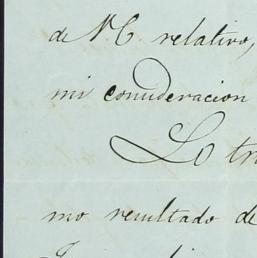 de N.C. relativo,
mi consideracion
Lo tr
mo resultado de